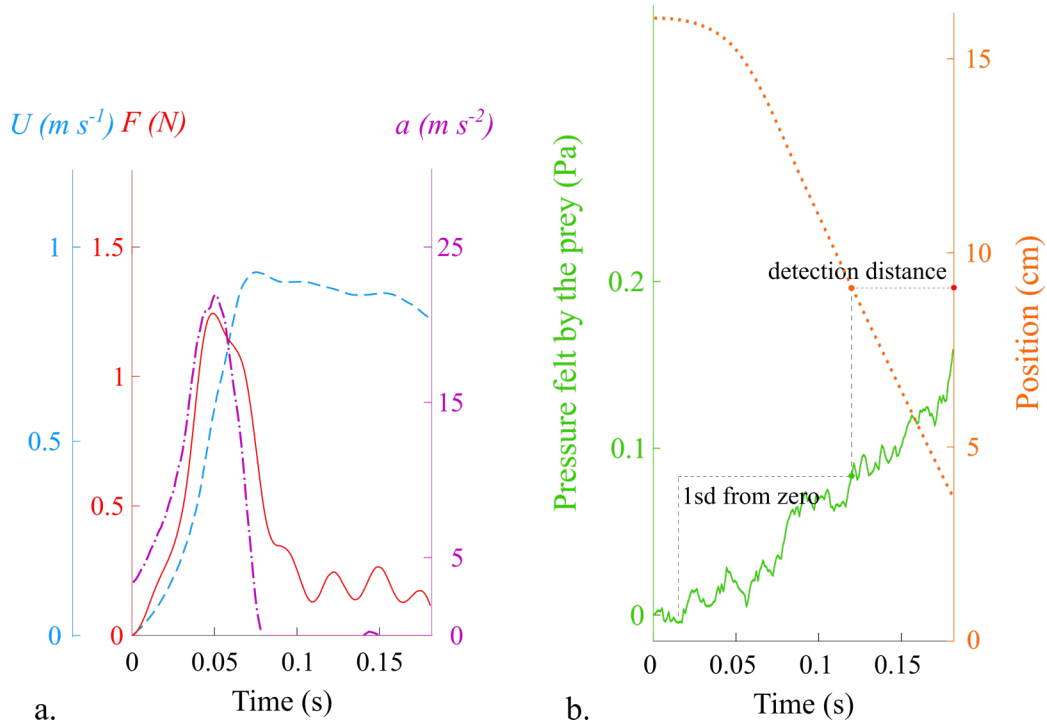 U (m s-1) F (N) a (m s-2)
1 1.5 25
1 15
0.5 0.5 5
0 0 0
0 0.05 0.1 0.15
Time (s)
a.
Pressure felt by the prey (Pa)
0.2
0.1
0
detection distance
1sd from zero
Position (cm)
15
10
5
0
0 0.05 0.1 0.15
Time (s)
b.